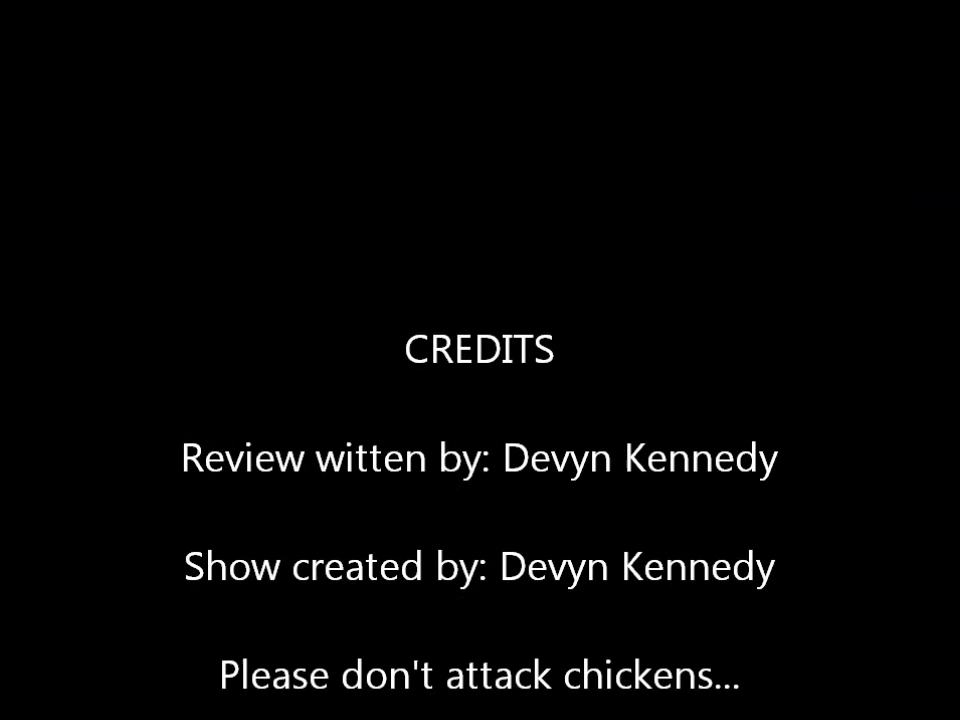 CREDITS
Review witten by: Devyn Kennedy
Show created by: Devyn Kennedy
Please don't attack chickens...